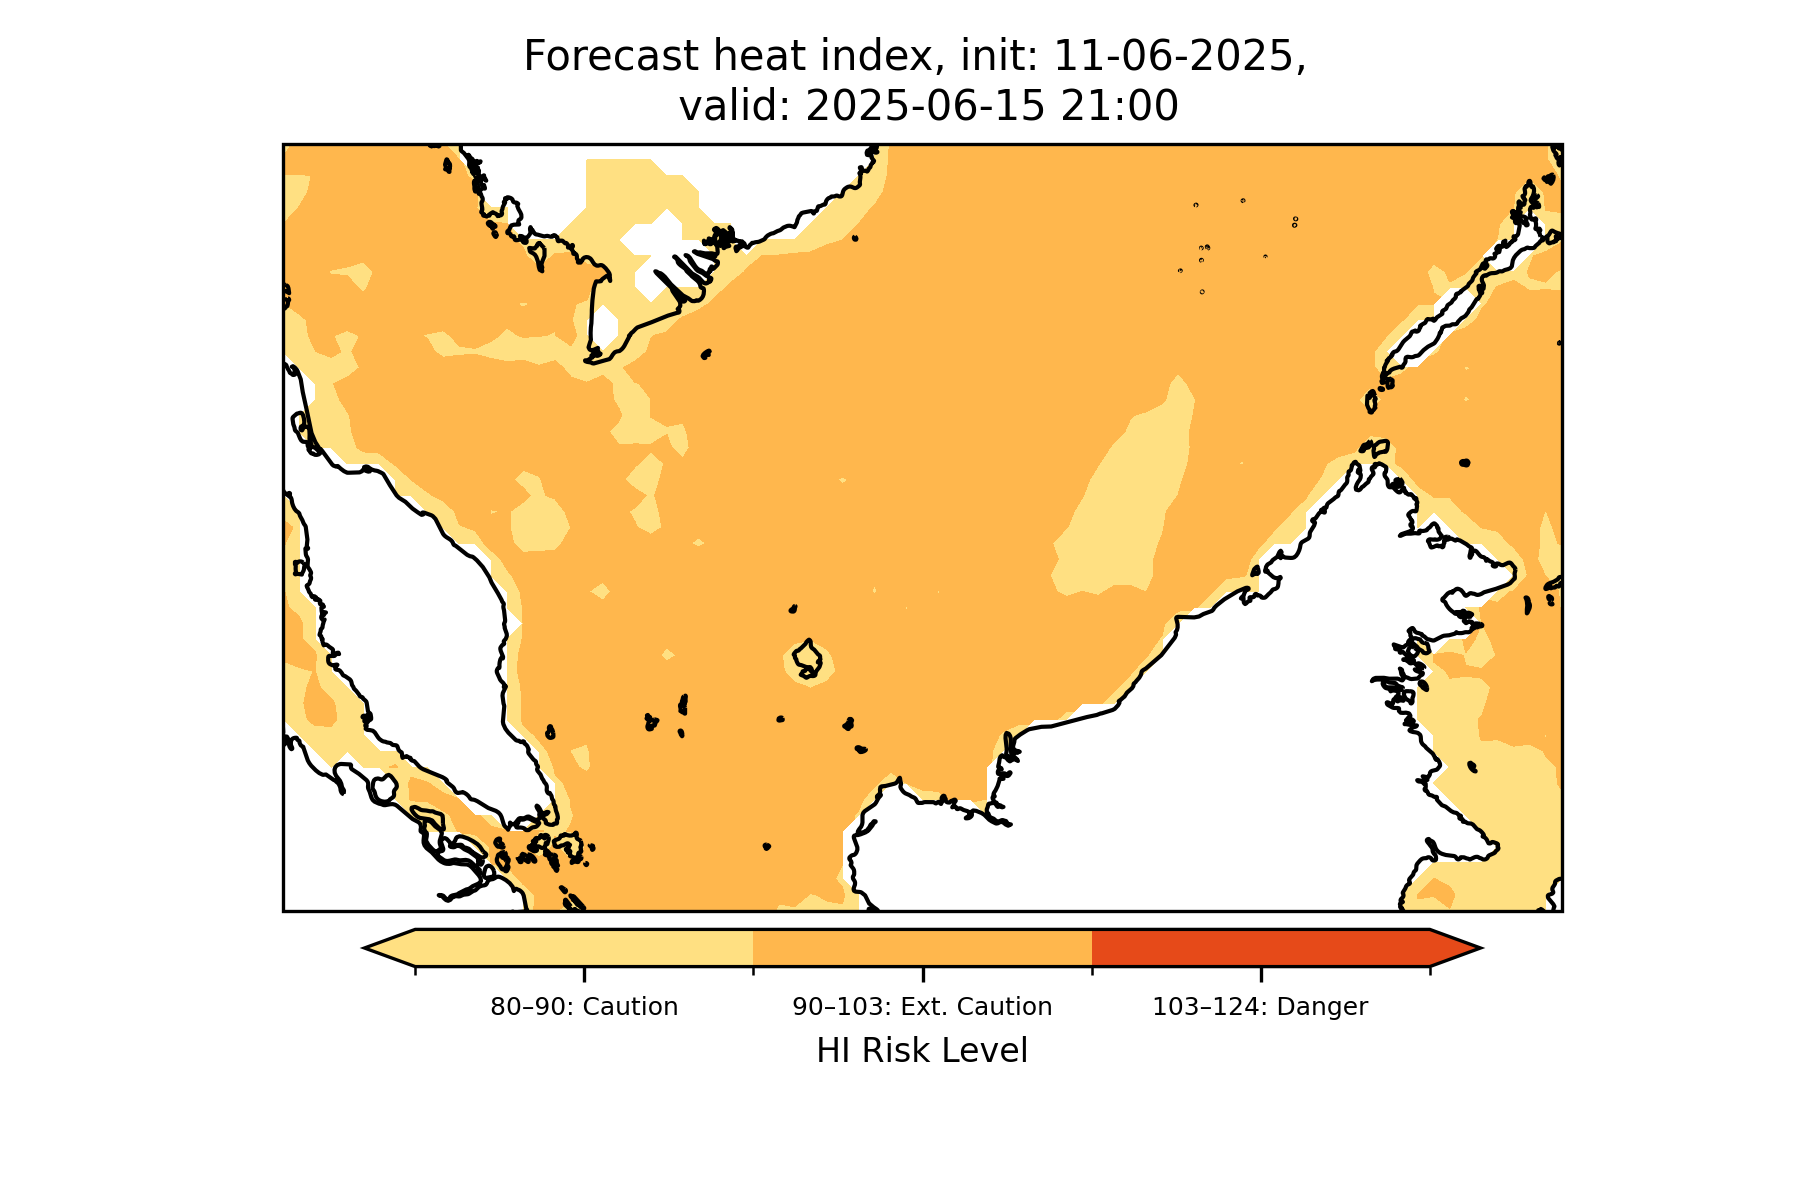 Forecast heat index, init: 11-06-2025,
valid: 2025-06-15 21:00
80–90: Caution
90–103: Ext. Caution
103–124: Danger
HI Risk Level